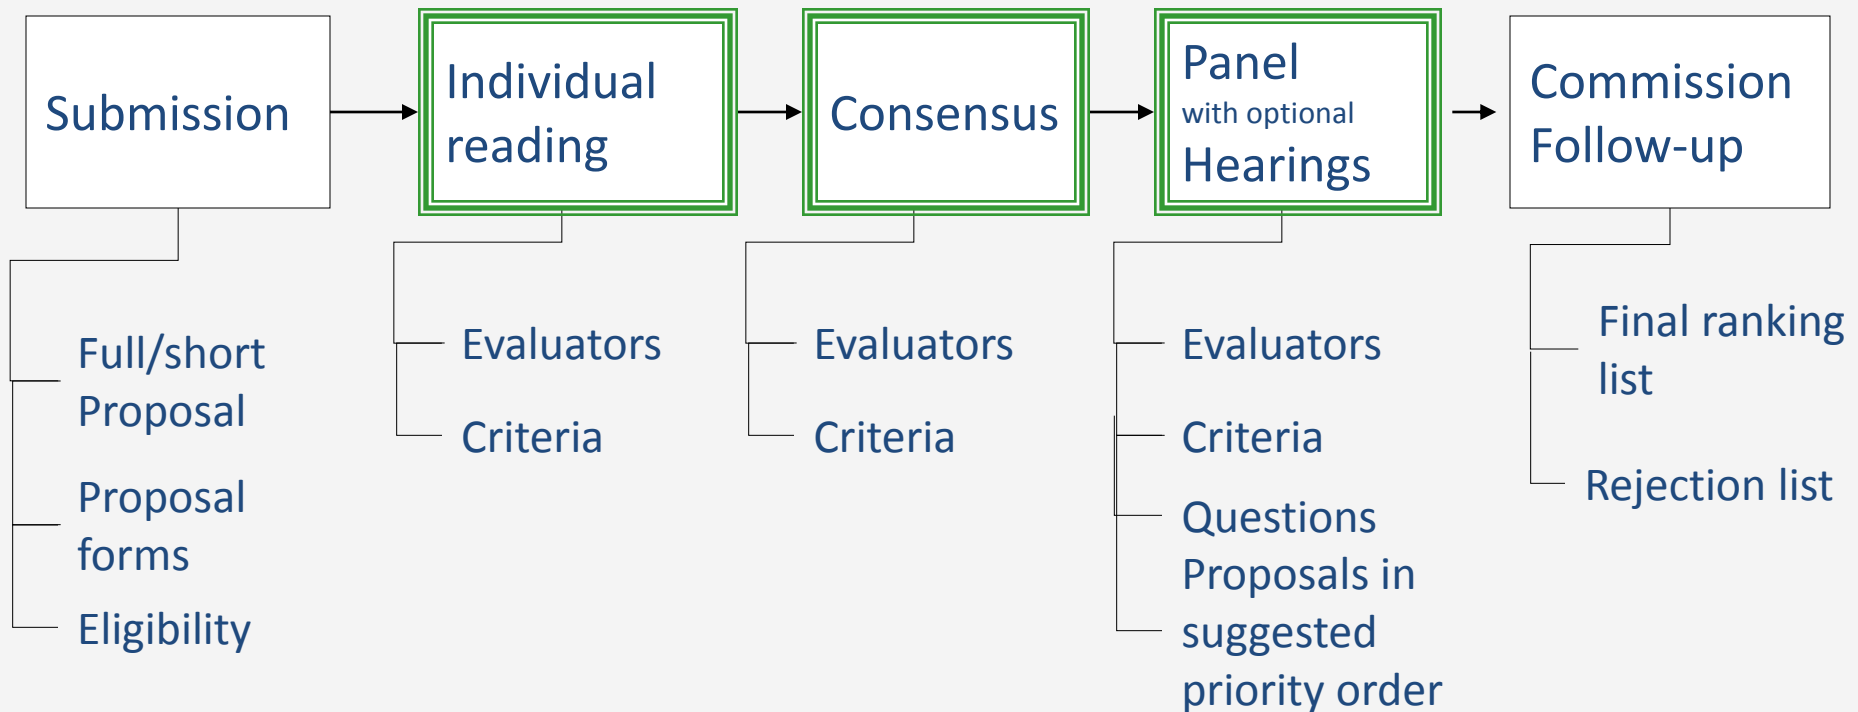 Submission
Individual
reading
Consensus
Panel
with optional
Hearings
Commission
Follow-up
Full/short
Proposal
Proposal
forms
Eligibility
Evaluators
Criteria
Evaluators
Criteria
Evaluators
Criteria
Questions
Proposals in
suggested
priority order
Final ranking
list
Rejection list